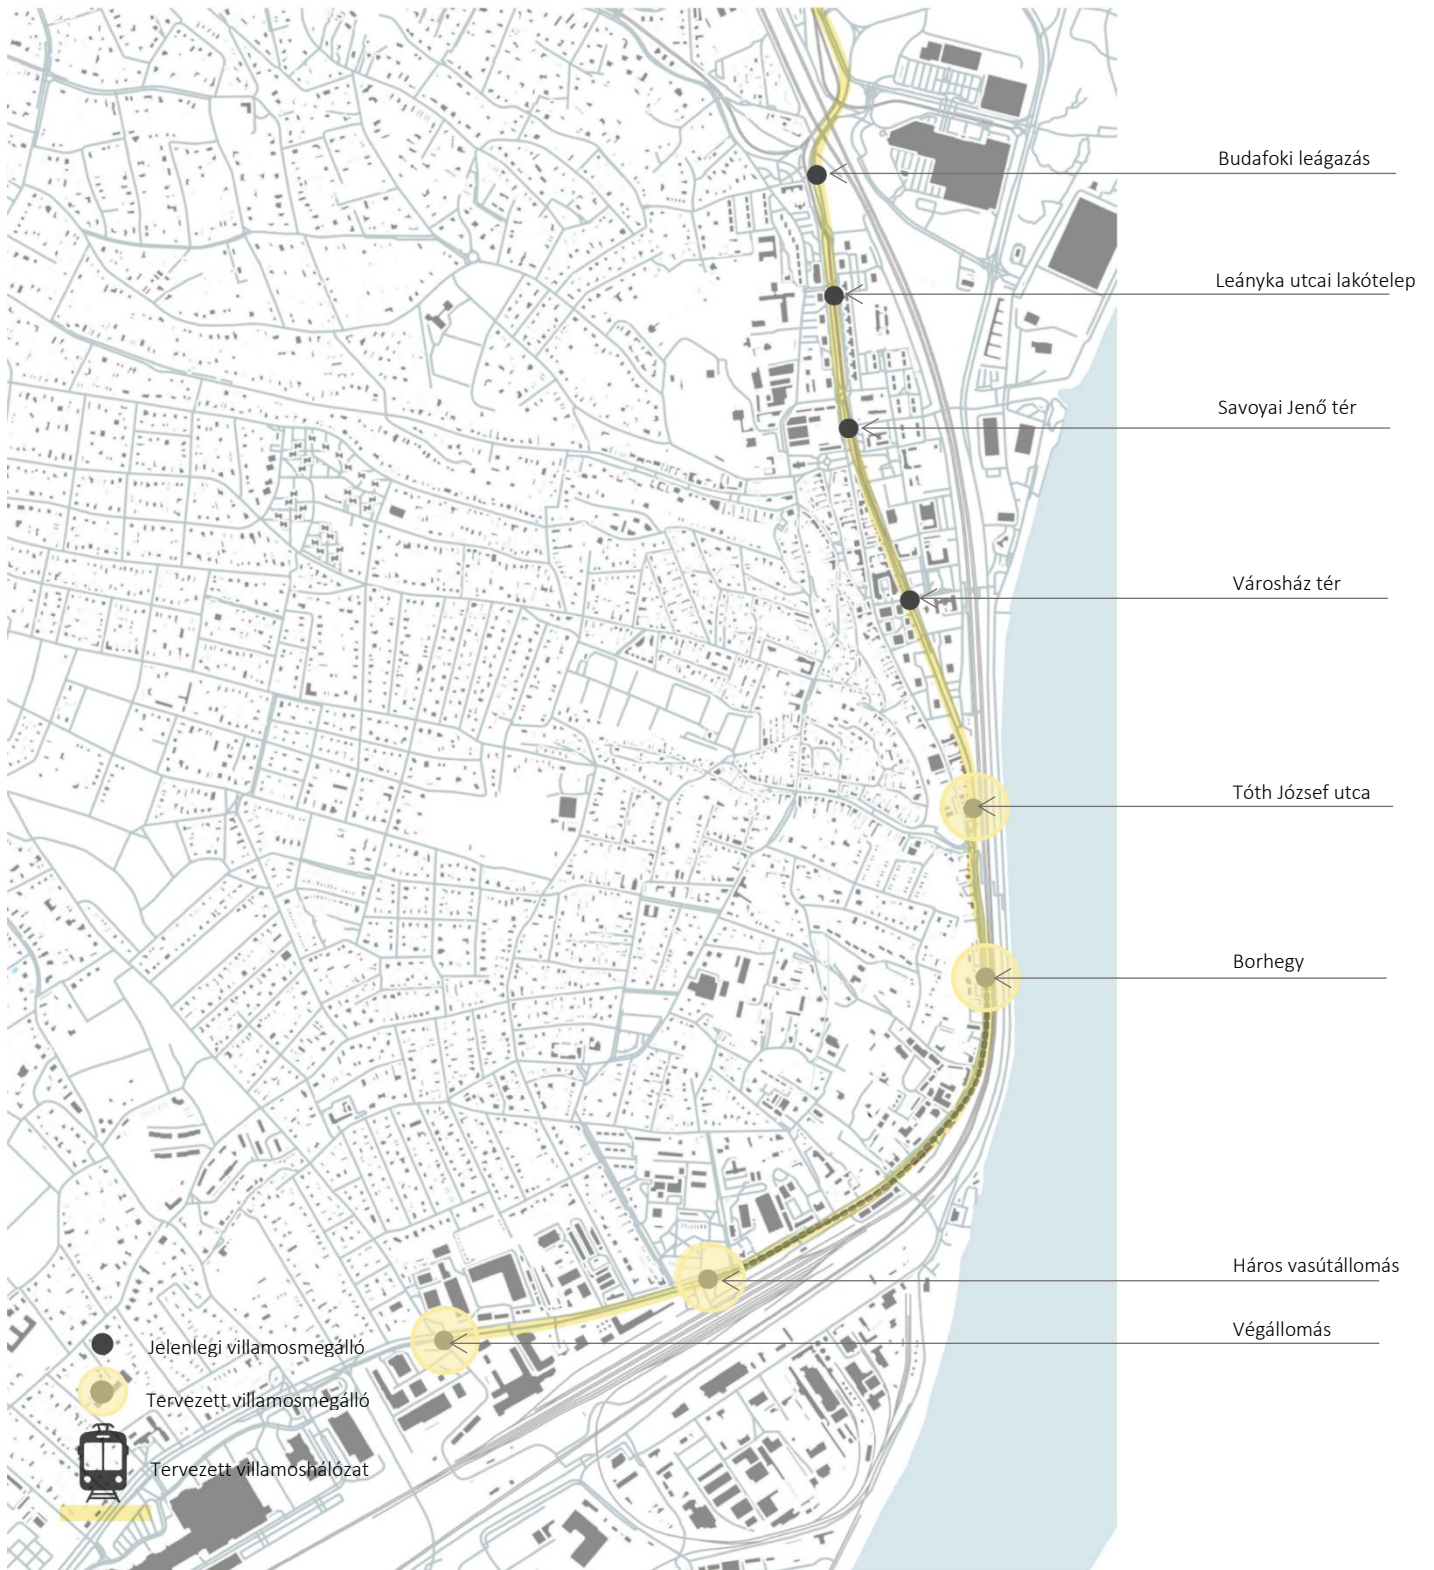 Budafoki leágazás
Leányka utcai lakótelep
Savoyai Jenő tér
Városház tér
Tóth József utca
Borhegy
Háros vasútállomás
Végállomás
Jelenlegi villamosmegálló
Tervezett villamosmegálló
Tervezett villamoshálózat